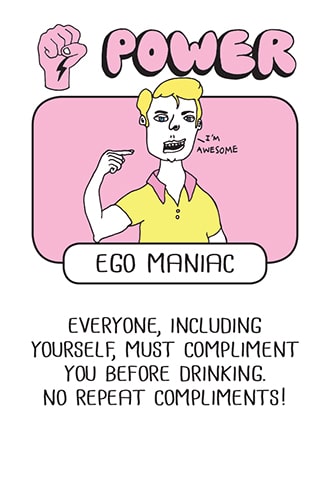 POWER
I'M
AWESOME
EGO MANIAC
EVERYONE, INCLUDING
YOURSELF, MUST COMPLIMENT
YOU BEFORE DRINKING.
NO REPEAT COMPLIMENTS!